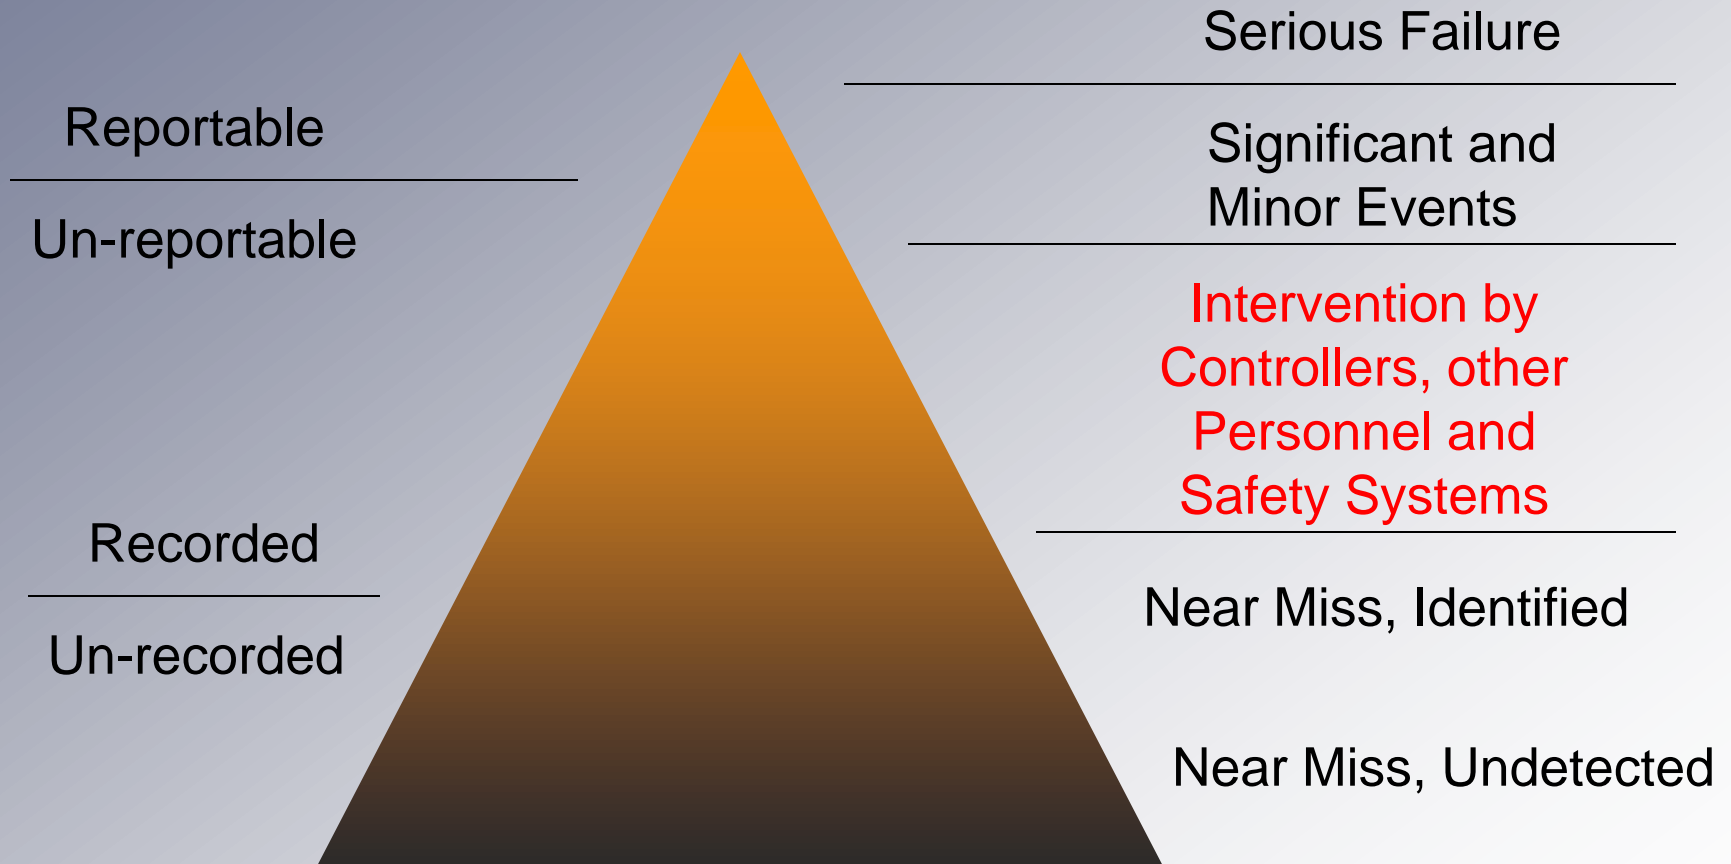 Serious Failure
Reportable
Significant and
Minor Events
Un-reportable
Intervention by
Controllers, other
Personnel and
Safety Systems
Recorded
Near Miss, Identified
Un-recorded
Near Miss, Undetected